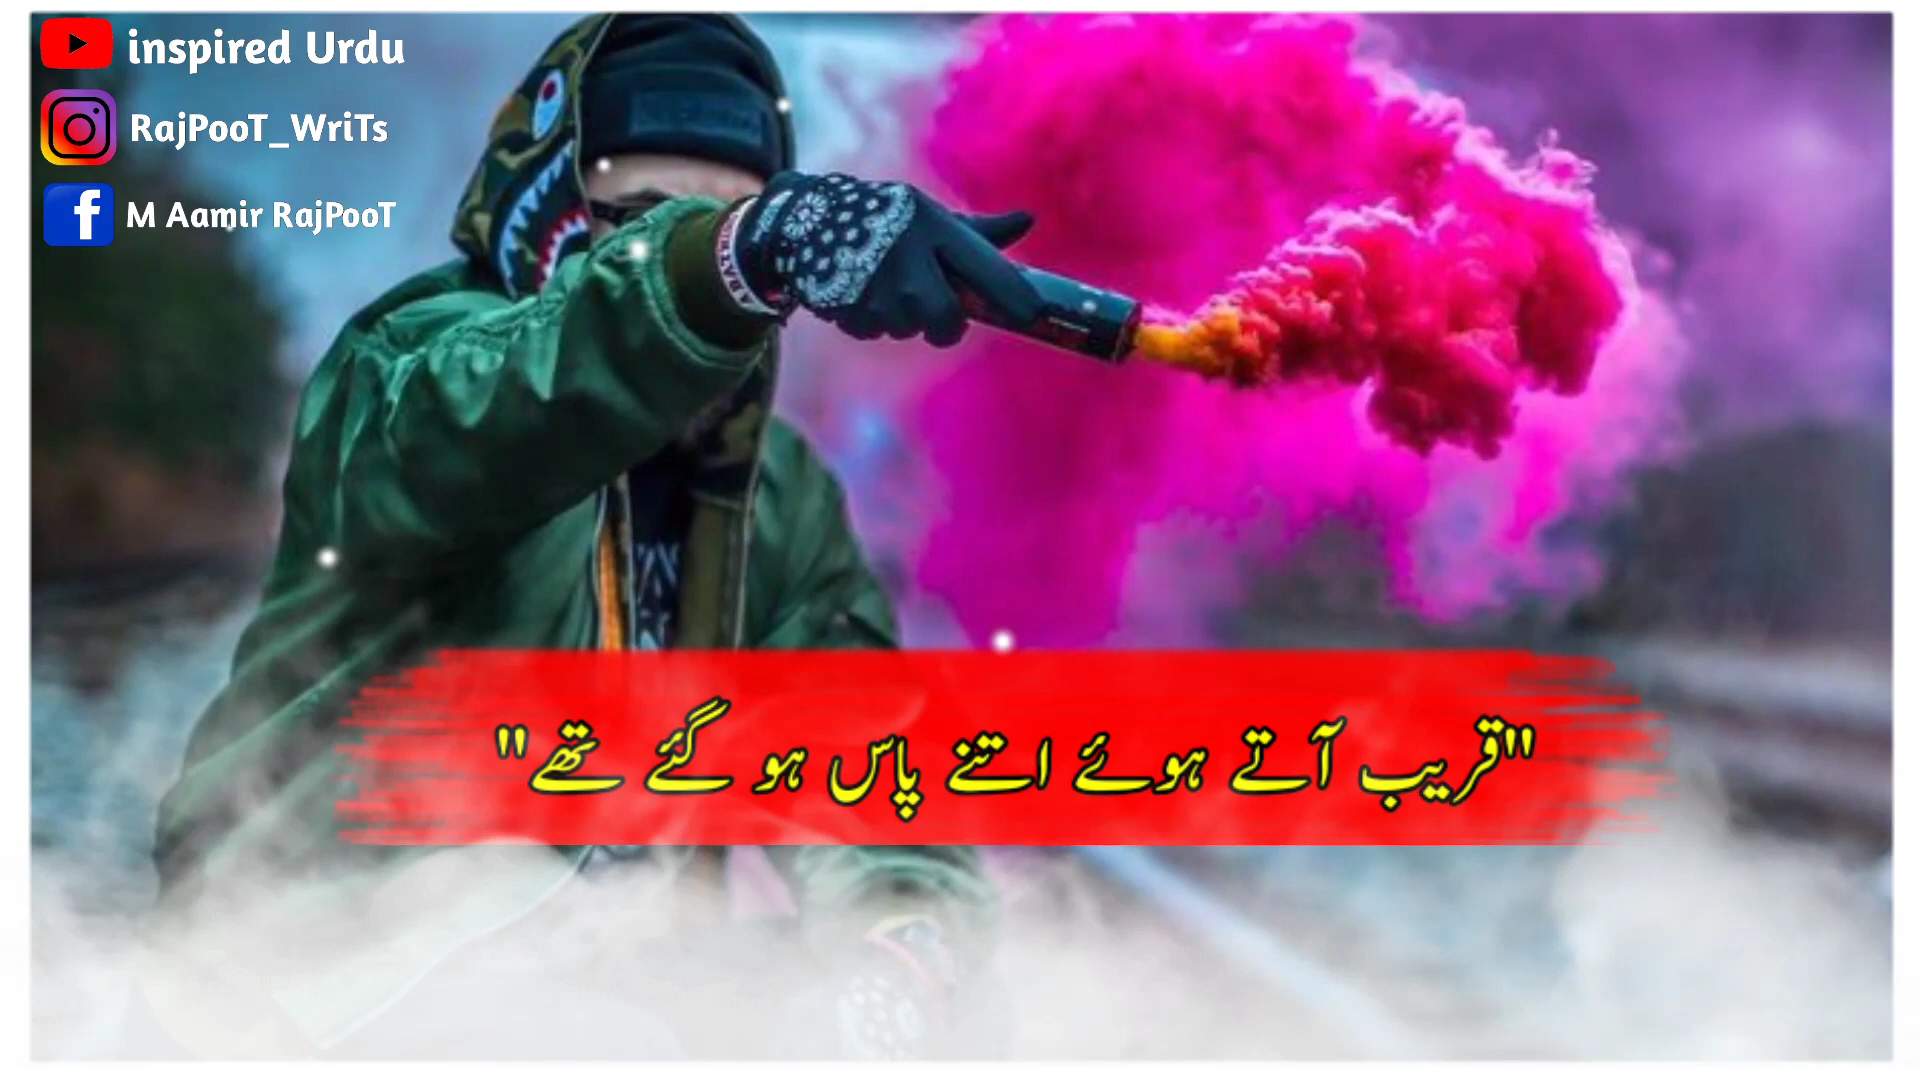 inspired Urdu
RajPooT_WriTs
M Aamir RajPooT
"قریب آتے ہوئے اتنے پاس ہو گئے تھے"